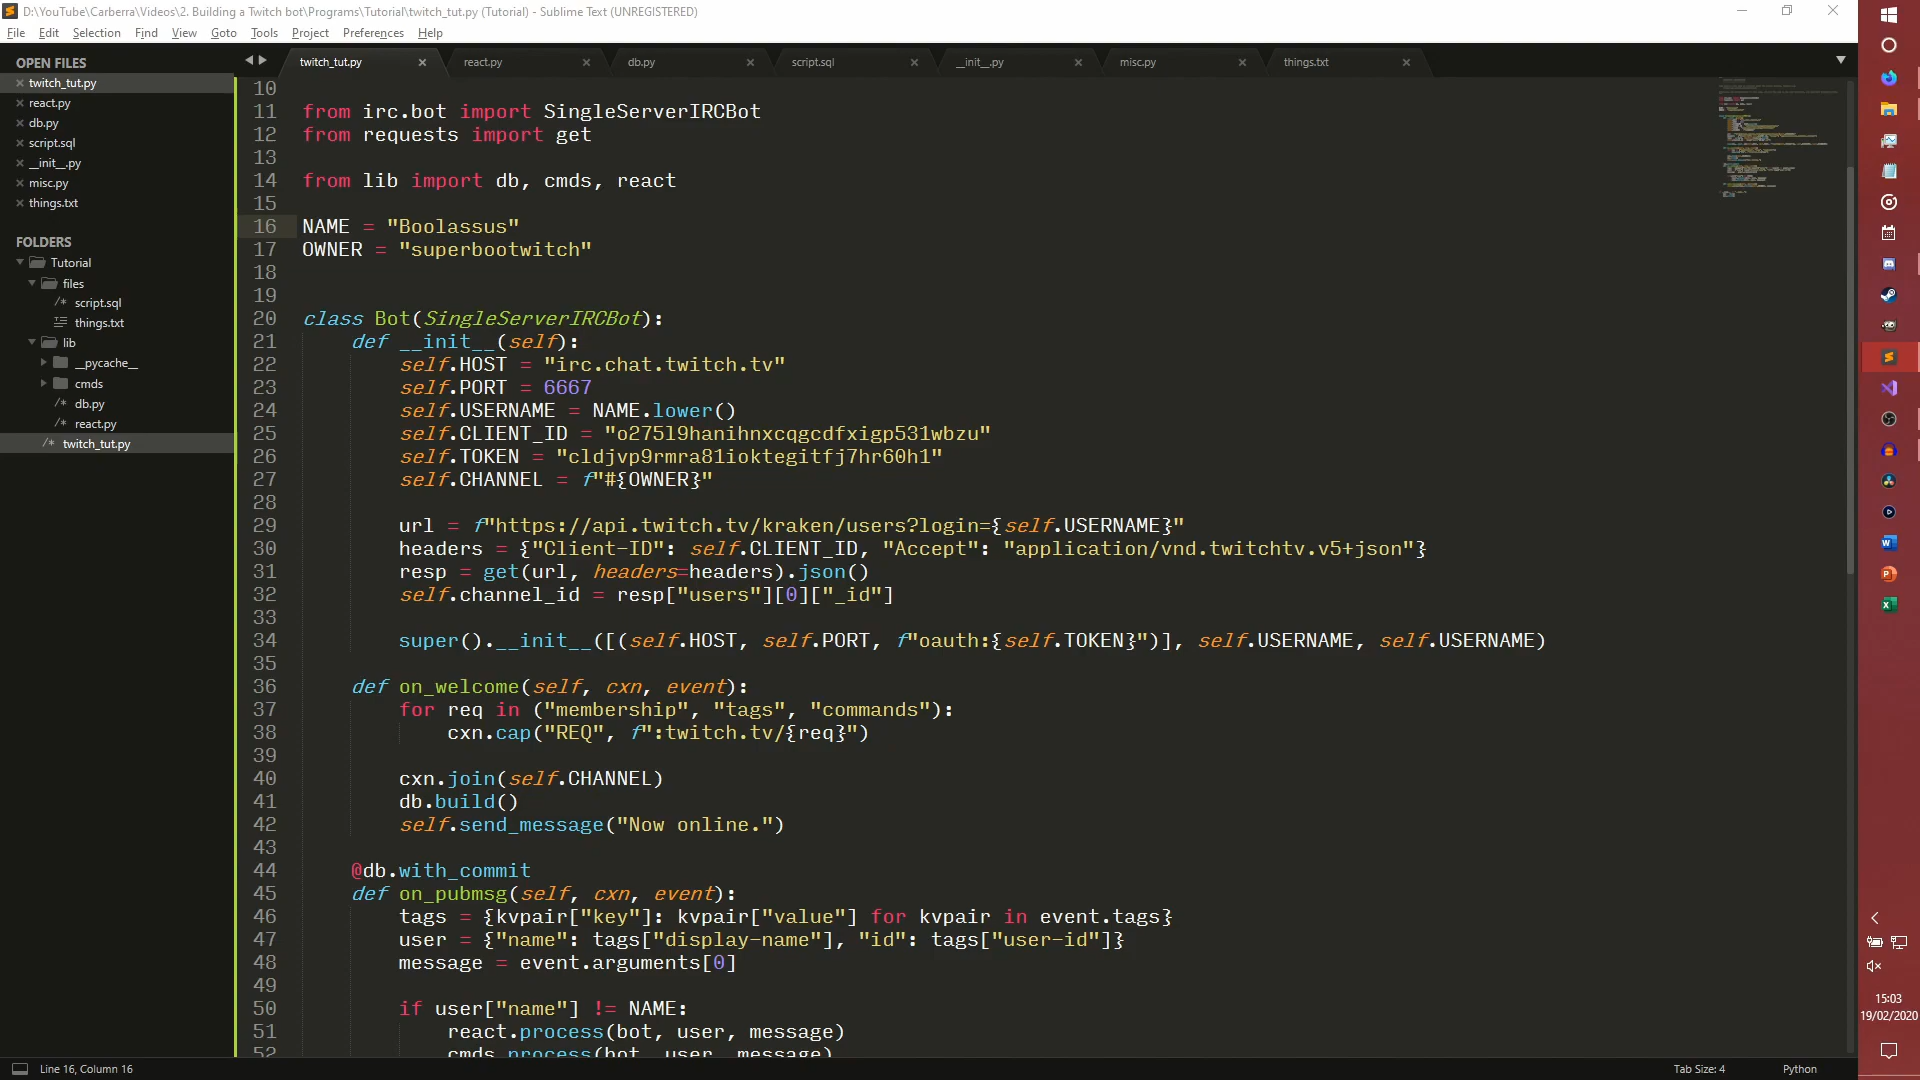 D:\YouTube\Carberra\Videos\2. Building a Twitch bot\Programs\Tutorial\twitch_tut.py (Tutorial) - Sublime Text (UNREGISTERED)
File Edit Selection Find View Goto Tools Project Preferences Help
OPEN FILES
twitch_tut.py
react.py
db.py
script.sql
__init__.py
misc.py
things.txt
FOLDERS
Tutorial
files
script.sql
things.txt
lib
__pycache__
cmds
db.py
react.py
twitch_tut.py
twitch_tut.py react.py db.py script.sql __init__.py misc.py things.txt
10
11 from irc.bot import SingleServerIRCBot
12 from requests import get
13
14 from lib import db, cmds, react
15
16 NAME = "Boolassus"
17 OWNER = "superbootwitch"
18
19
20 class Bot(SingleServerIRCBot):
21 def __init__(self):
22 self.HOST = "irc.chat.twitch.tv"
23 self.PORT = 6667
24 self.USERNAME = NAME.lower()
25 self.CLIENT_ID = "o275l9hanihnxcqgcdfxigp531wbzu"
26 self.TOKEN = "cldjvp9rmra81ioktegitfj7hr60h1"
27 self.CHANNEL = f"#{OWNER}"
28
29 url = f"https://api.twitch.tv/kraken/users?login={self.USERNAME}"
30 headers = {"Client-ID": self.CLIENT_ID, "Accept": "application/vnd.twitchtv.v5+json"}
31 resp = get(url, headers=headers).json()
32 self.channel_id = resp["users"][0]["_id"]
33
34 super().__init__([(self.HOST, self.PORT, f"oauth:{self.TOKEN}")], self.USERNAME, self.USERNAME)
35
36 def on_welcome(self, cxn, event):
37 for req in ("membership", "tags", "commands"):
38 cxn.cap("REQ", f":twitch.tv/{req}")
39
40 cxn.join(self.CHANNEL)
41 db.build()
42 self.send_message("Now online.")
43
44 @db.with_commit
45 def on_pubmsg(self, cxn, event):
46 tags = {kvpair["key"]: kvpair["value"] for kvpair in event.tags}
47 user = {"name": tags["display-name"], "id": tags["user-id"]}
48 message = event.arguments[0]
49
50 if user["name"] != NAME:
51 react.process(bot, user, message)
52 cmds.process(bot, user, message)
Line 16, Column 16
Tab Size: 4
Python
15:03
19/02/2020